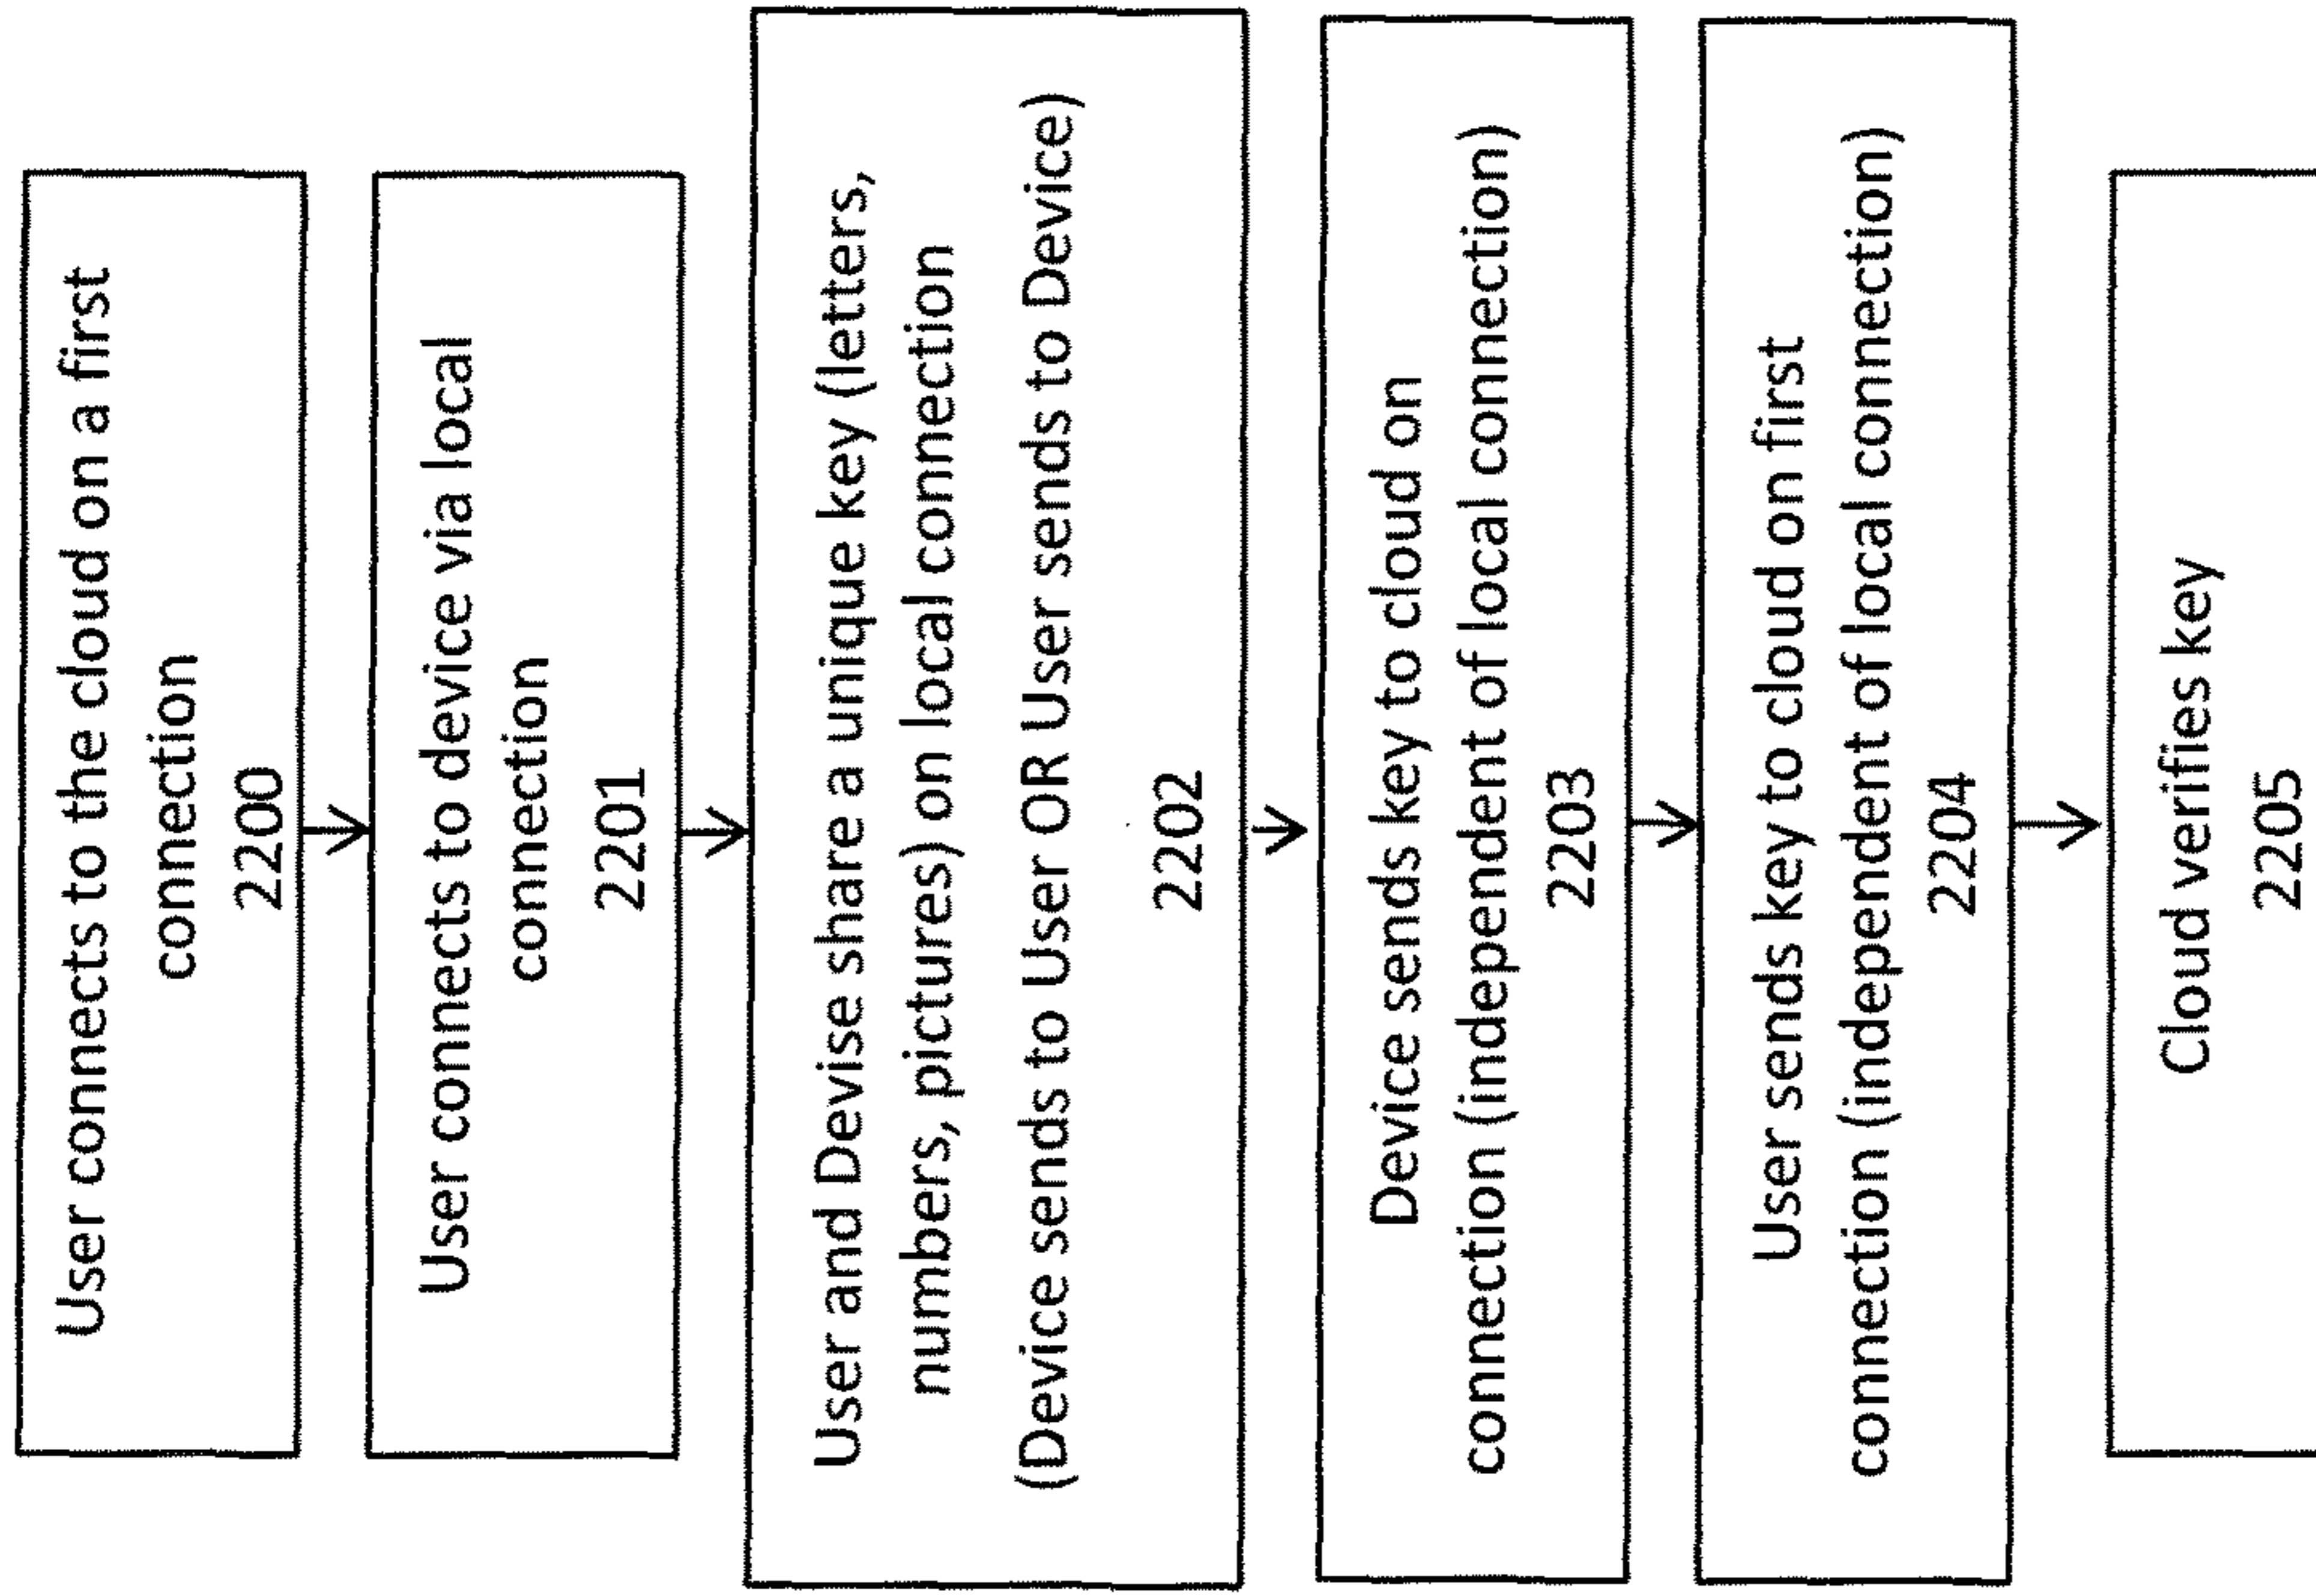 User connects to the cloud on a first
connection
2200
User connects to device via local
connection
2201
User and Devise share a unique key (letters,
numbers, pictures) on local connection
(Device sends to User OR User sends to Device)
2202
Device sends key to cloud on
connection (independent of local connection)
2203
User sends key to cloud on first
connection (independent of local connection)
2204
Cloud verifies key
2205